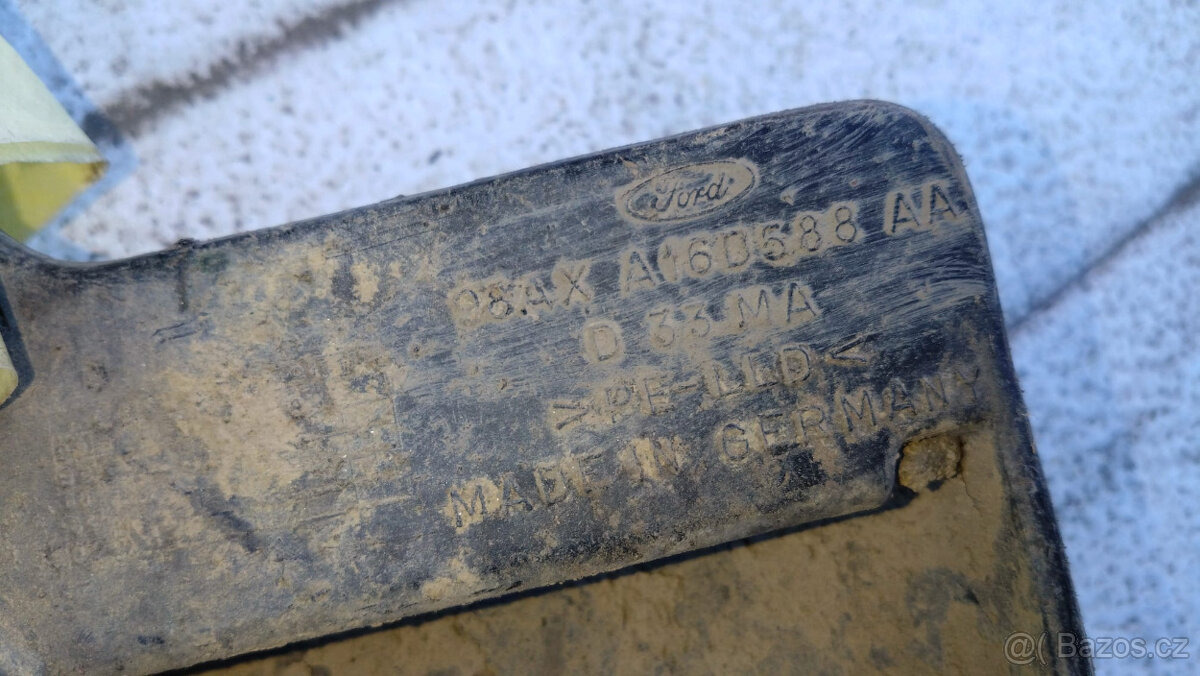 Ford
98AX A16D588 AA
D 33 MA
>PE-LLD<
MADE IN GERMANY
@ Bazos.cz